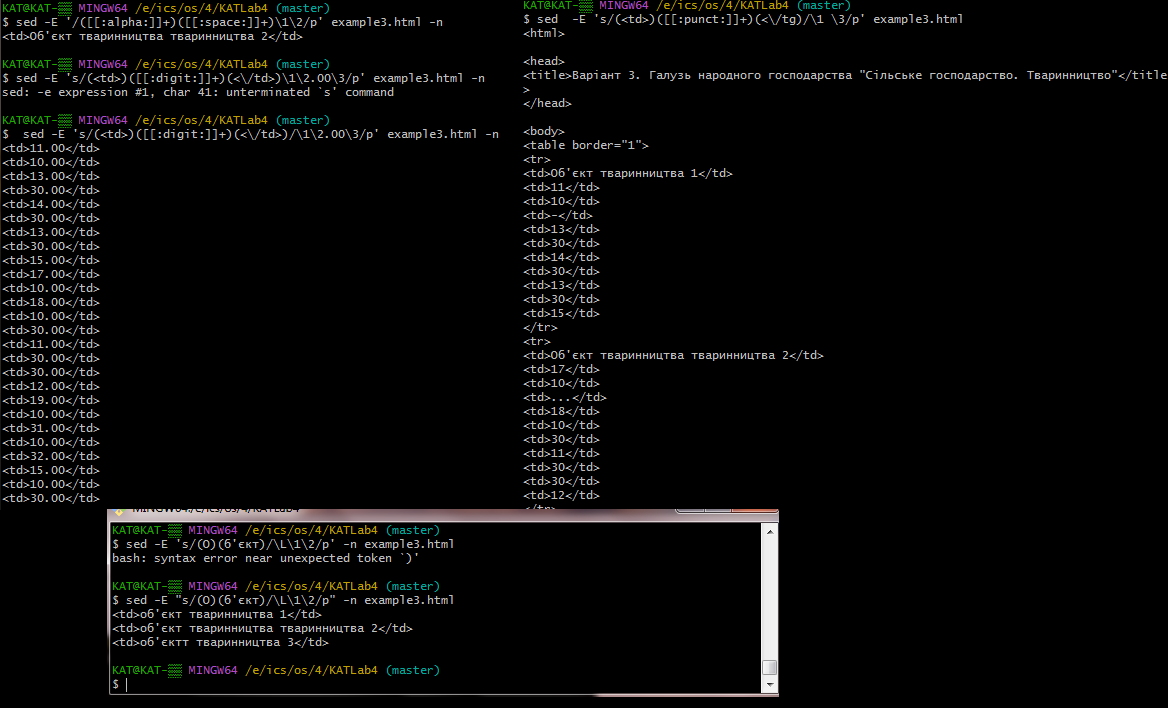 KAT@KAT-▒▒ MINGW64 /e/ics/os/4/KATLab4 (master)
$ sed -E '/([[:alpha:]]+)([[:space:]]+)\1\2/p' example3.html -n
<td>Об'єкт тваринництва тваринництва 2</td>
KAT@KAT-▒▒ MINGW64 /e/ics/os/4/KATLab4 (master)
$ sed -E 's/(<td>)([[:digit:]]+)(<\/td>)\1\2.00\3/p' example3.html -n
sed: -e expression #1, char 41: unterminated `s' command
KAT@KAT-▒▒ MINGW64 /e/ics/os/4/KATLab4 (master)
$  sed -E 's/(<td>)([[:digit:]]+)(<\/td>)/\1\2.00\3/p' example3.html -n
<td>11.00</td>
<td>10.00</td>
<td>13.00</td>
<td>30.00</td>
<td>14.00</td>
<td>30.00</td>
<td>13.00</td>
<td>30.00</td>
<td>15.00</td>
<td>17.00</td>
<td>10.00</td>
<td>18.00</td>
<td>10.00</td>
<td>30.00</td>
<td>11.00</td>
<td>30.00</td>
<td>30.00</td>
<td>12.00</td>
<td>19.00</td>
<td>10.00</td>
<td>31.00</td>
<td>10.00</td>
<td>32.00</td>
<td>15.00</td>
<td>10.00</td>
<td>30.00</td>
KAT@KAT-▒▒ MINGW64 /e/ics/os/4/KATLab4 (master)
$ sed  -E 's/(<td>)([[:punct:]]+)(<\/tg)/\1 \3/p' example3.html
<html>
<head>
<title>Варіант 3. Галузь народного господарства "Сільське господарство. Тваринництво"</title
>
</head>
<body>
<table border="1">
<tr>
<td>Об'єкт тваринництва 1</td>
<td>11</td>
<td>10</td>
<td>-</td>
<td>13</td>
<td>30</td>
<td>14</td>
<td>30</td>
<td>13</td>
<td>30</td>
<td>15</td>
</tr>
<tr>
<td>Об'єкт тваринництва тваринництва 2</td>
<td>17</td>
<td>10</td>
<td>...</td>
<td>18</td>
<td>10</td>
<td>30</td>
<td>11</td>
<td>30</td>
<td>30</td>
<td>12</td>
</tr>
MINGW64:/e/ics/os/4/KATLab4
KAT@KAT-▒▒ MINGW64 /e/ics/os/4/KATLab4 (master)
$ sed -E 's/(О)(б'єкт)/\L\1\2/p' -n example3.html
bash: syntax error near unexpected token `)'
KAT@KAT-▒▒ MINGW64 /e/ics/os/4/KATLab4 (master)
$ sed -E "s/(О)(б'єкт)/\L\1\2/p" -n example3.html
<td>об'єкт тваринництва 1</td>
<td>об'єкт тваринництва тваринництва 2</td>
<td>об'єктт тваринництва 3</td>
KAT@KAT-▒▒ MINGW64 /e/ics/os/4/KATLab4 (master)
$